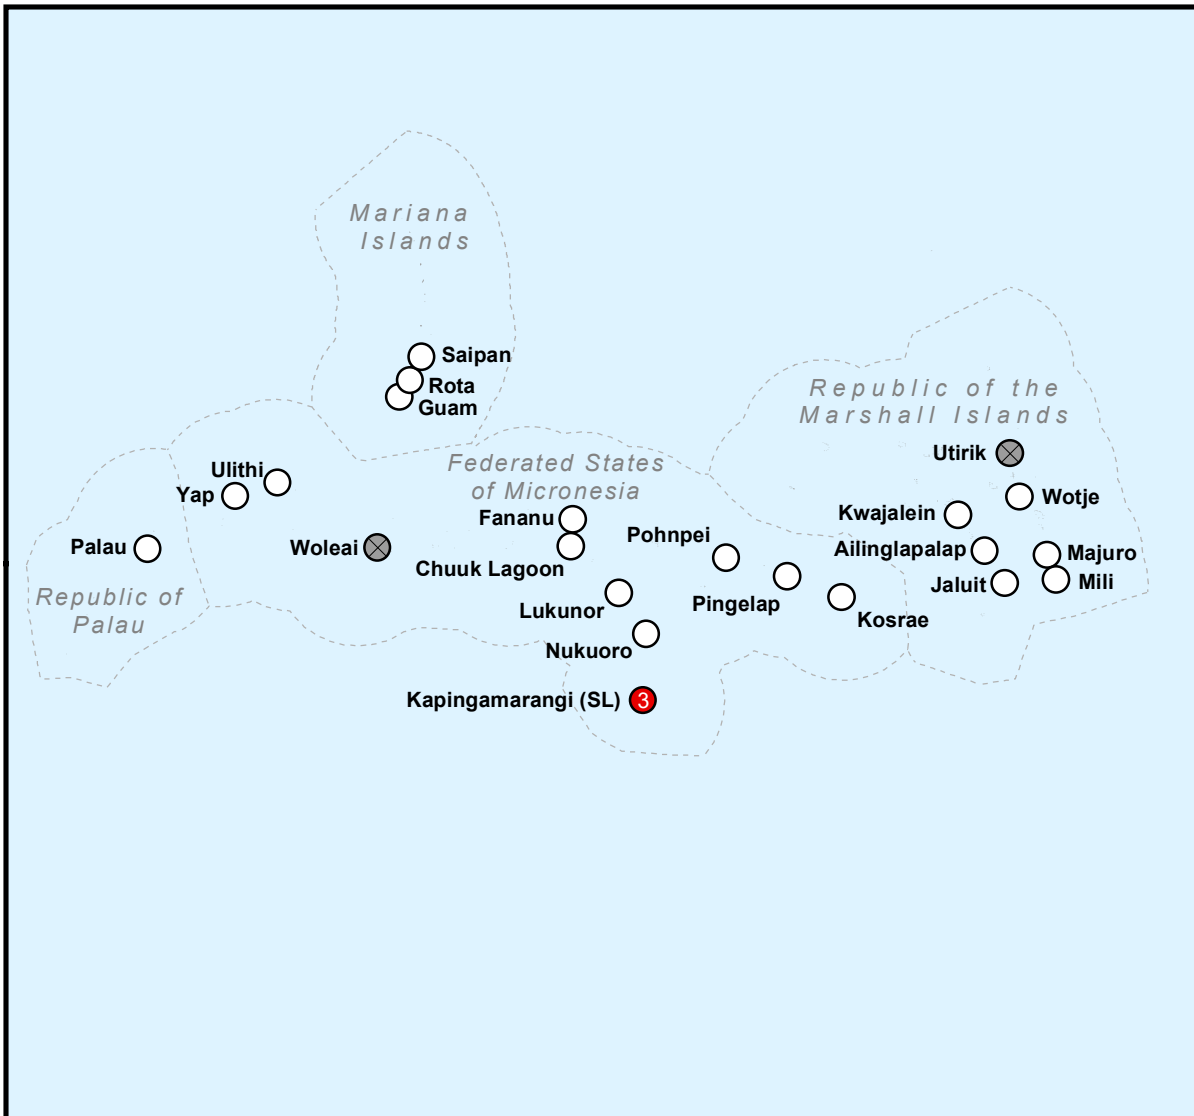 Mariana
Islands
Saipan
Rota
Guam
Republic of the
Marshall Islands
Utirik
Ulithi
Yap
Federated States
of Micronesia
Wotje
Fananu
Kwajalein
Pohnpei
Palau
Woleai
Chuuk Lagoon
Ailinglapalap
Majuro
Jaluit
Mili
Republic of
Palau
Lukunor
Pingelap
Kosrae
Nukuoro
Kapingamarangi (SL)
3